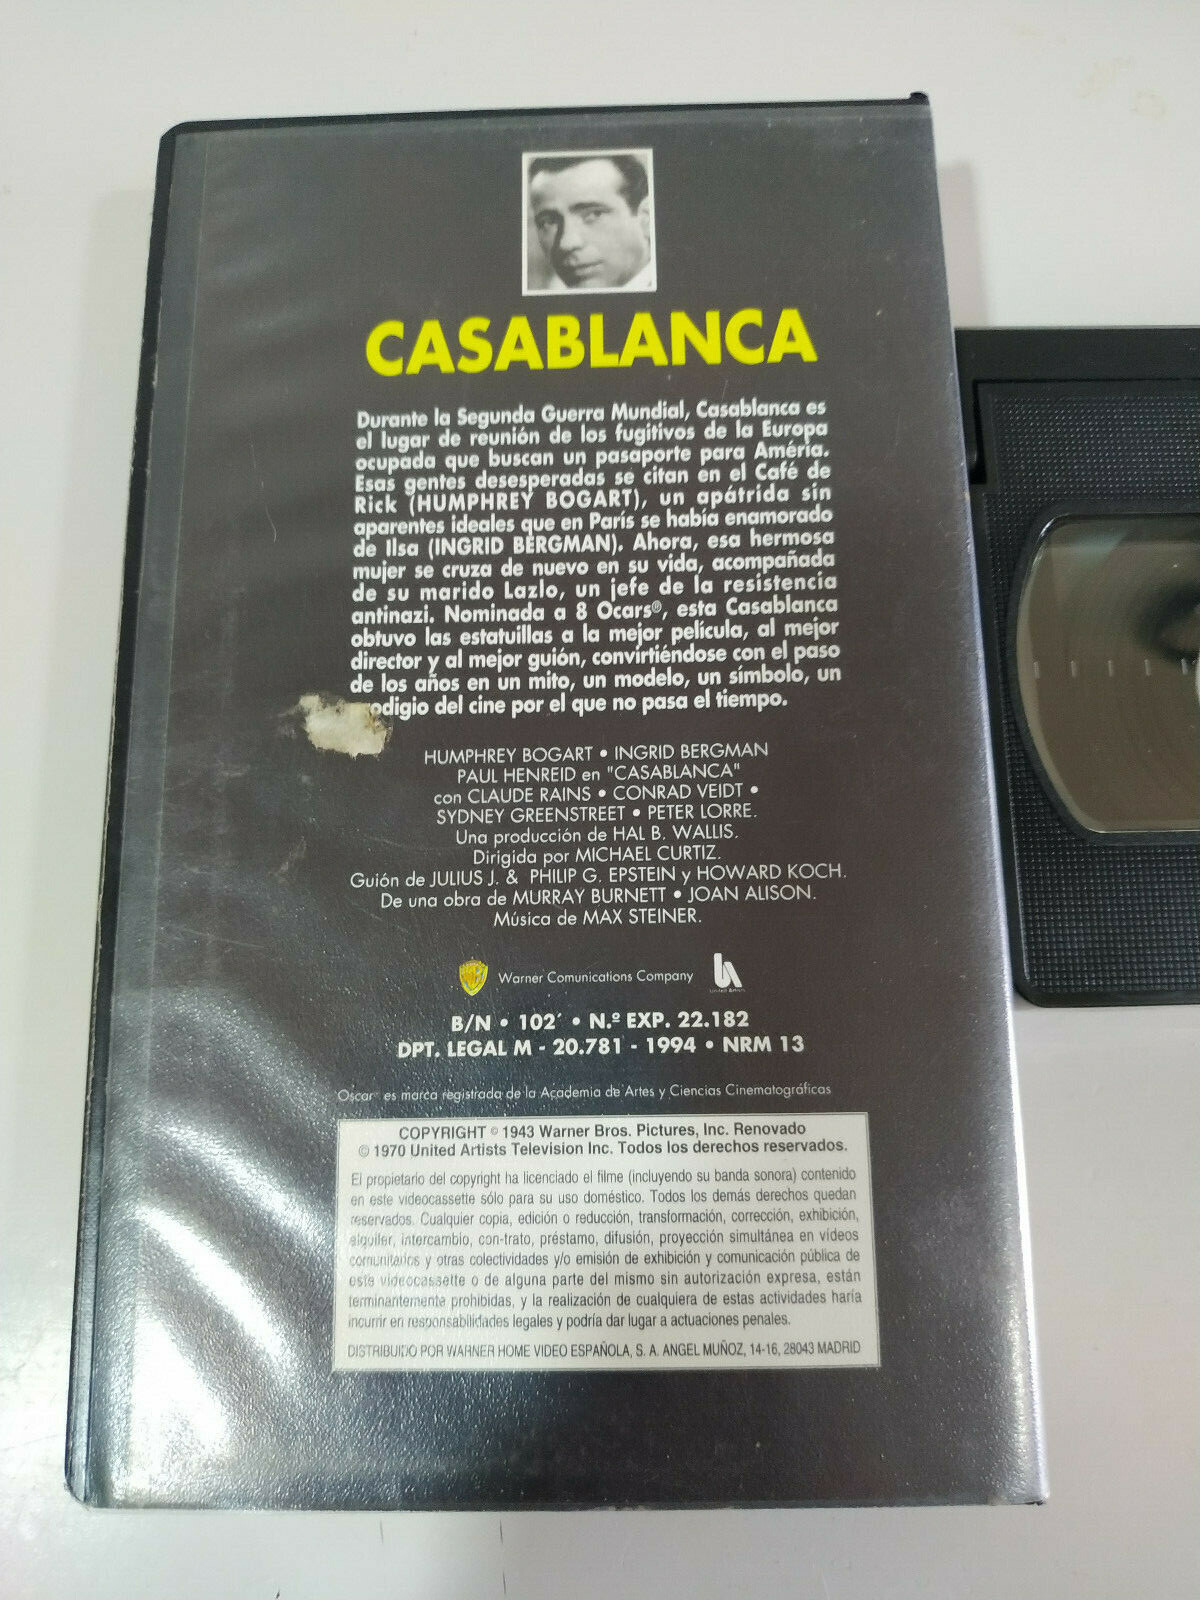 CASABLANCA
Durante la Segunda Guerra Mundial, Casablanca es
el lugar de reunión de los fugitivos de la Europa
ocupada que buscan un pasaporte para Améria.
Esas gentes desesperadas se citan en el Café de
Rick (HUMPHREY BOGART), un apátrida sin
aparentes ideales que en París se había enamorado
de Ilsa (INGRID BERGMAN). Ahora, esa hermosa
mujer se cruza de nuevo en su vida, acompañada
de su marido Lazlo, un jefe de la resistencia
antinazi. Nominada a 8 Ocars®, esta Casablanca
obtuvo las estatuillas a la mejor película, al mejor
director y al mejor guión, convirtiéndose con el paso
de los años en un mito, un modelo, un símbolo, un
odigio del cine por el que no pasa el tiempo.
HUMPHREY BOGART • INGRID BERGMAN
PAUL HENREID en "CASABLANCA"
con CLAUDE RAINS • CONRAD VEIDT •
SYDNEY GREENSTREET • PETER LORRE.
Una producción de HAL B. WALLIS.
Dirigida por MICHAEL CURTIZ.
Guión de JULIUS J. & PHILIP G. EPSTEIN y HOWARD KOCH.
De una obra de MURRAY BURNETT • JOAN ALISON.
Música de MAX STEINER.
Warner Comunications Company
United Artists
B/N • 102´ • N.º EXP. 22.182
DPT. LEGAL M - 20.781 - 1994 • NRM 13
Oscar® es marca registrada de la Academia de Artes y Ciencias Cinematográficas
COPYRIGHT © 1943 Warner Bros. Pictures, Inc. Renovado
© 1970 United Artists Television Inc. Todos los derechos reservados.
El propietario del copyright ha licenciado el filme (incluyendo su banda sonora) contenido
en este videocassette sólo para su uso doméstico. Todos los demás derechos quedan
reservados. Cualquier copia, edición o reducción, transformación, corrección, exhibición,
alquiler, intercambio, con-trato, préstamo, difusión, proyección simultánea en vídeos
comunitarios y otras colectividades y/o emisión de exhibición y comunicación pública de
este videocassette o de alguna parte del mismo sin autorización expresa, están
terminantemente prohibidas, y la realización de cualquiera de estas actividades haría
incurrir en responsabilidades legales y podría dar lugar a actuaciones penales.
DISTRIBUIDO POR WARNER HOME VIDEO ESPAÑOLA, S. A. ANGEL MUÑOZ, 14-16, 28043 MADRID